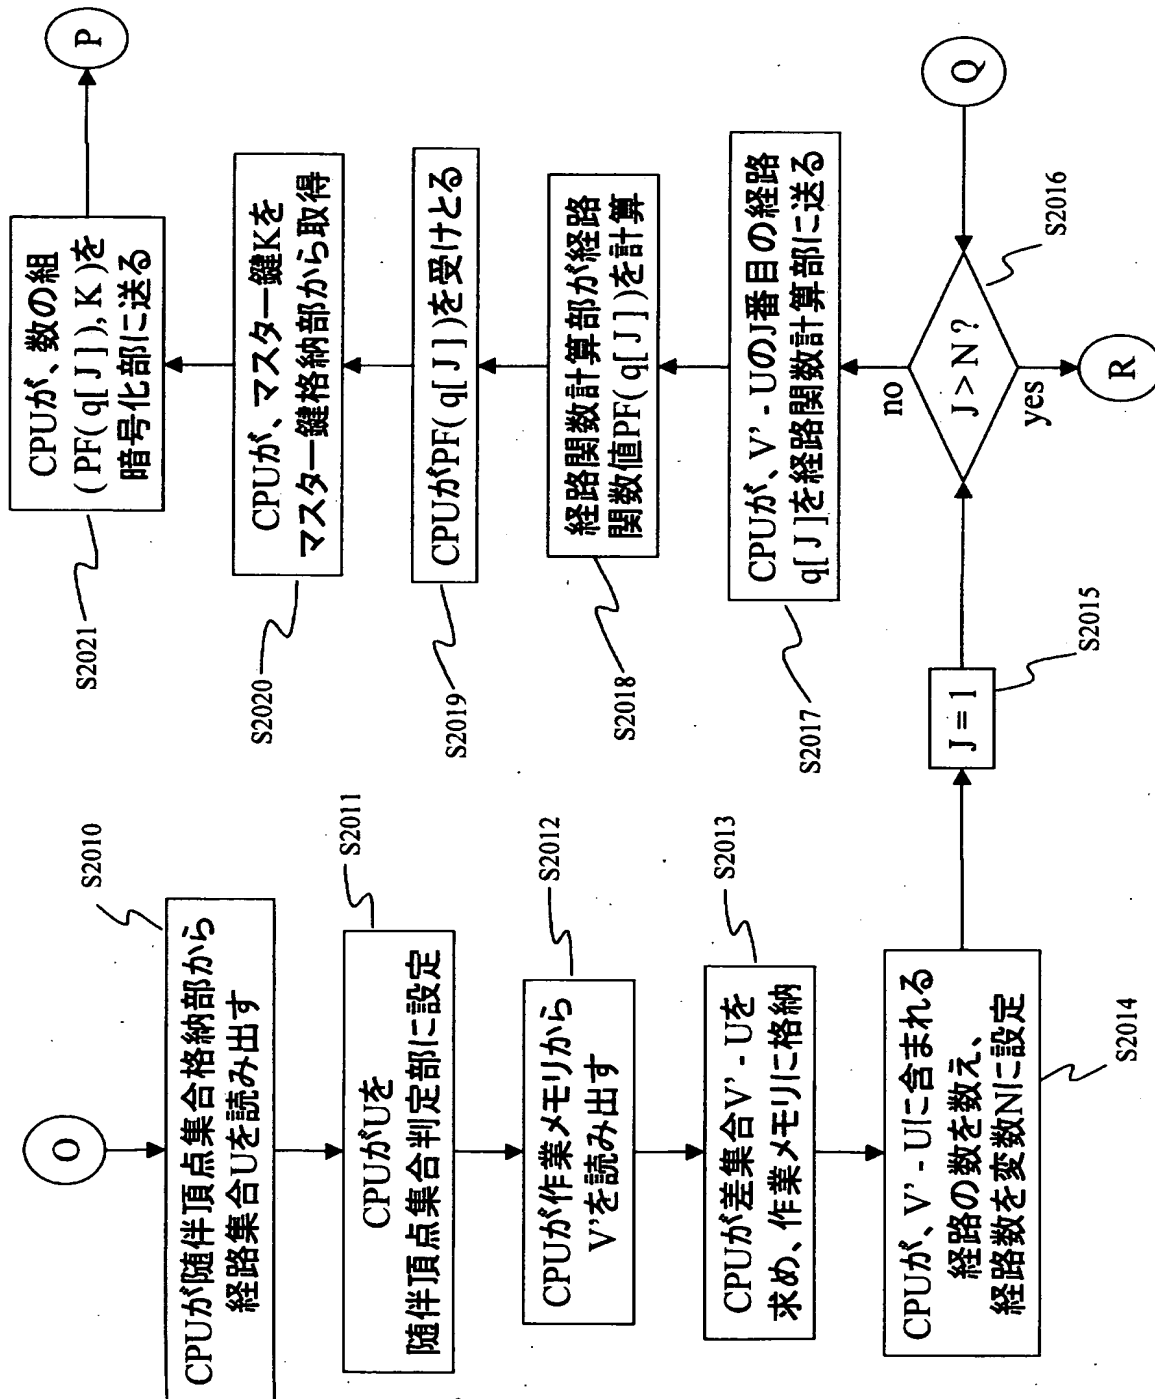 O
S2010
CPUが随伴頂点集合格納部から
経路集合Uを読み出す
S2011
CPUがUを
随伴頂点集合判定部に設定
S2012
CPUが作業メモリから
V'を読み出す
S2013
CPUが差集合V' - Uを
求め、作業メモリに格納
CPUが、V' - Uに含まれる
経路の数を数え、
経路数を変数Nに設定
S2014
J = 1
S2015
Q
J > N ?
S2016
no
yes
R
CPUが、V' - UのJ番目の経路
q[ J ]を経路関数計算部に送る
S2017
経路関数計算部が経路
関数値PF( q[ J ] )を計算
S2018
CPUがPF( q[ J ] )を受けとる
S2019
CPUが、マスター鍵Kを
マスター鍵格納部から取得
S2020
CPUが、数の組
( PF( q[ J ] ), K )を
暗号化部に送る
S2021
P